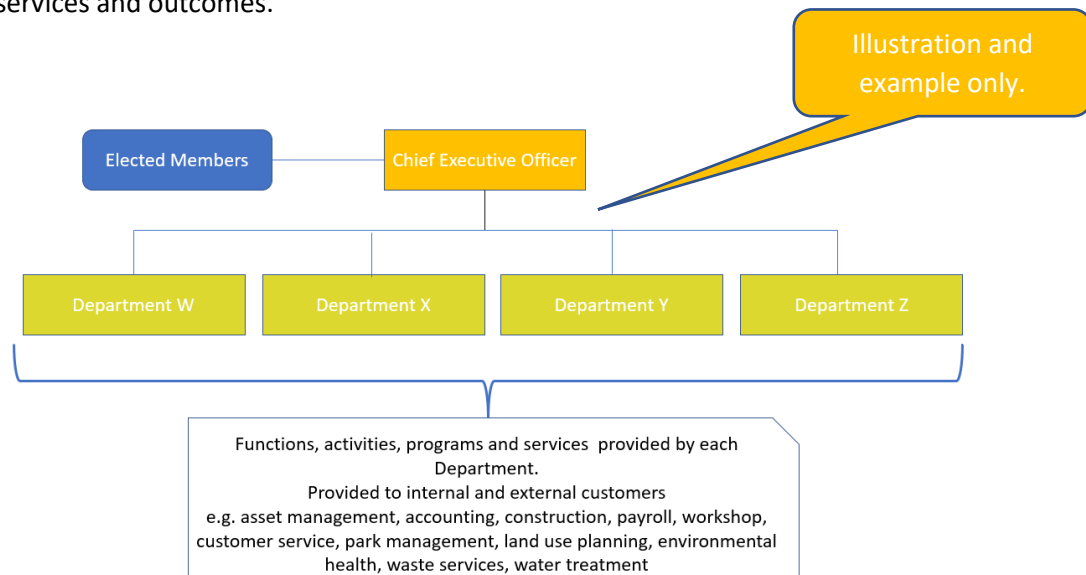 services and outcomes.
Illustration and
example only.
Elected Members
Chief Executive Officer
Department W
Department X
Department Y
Department Z
Functions, activities, programs and services  provided by each
Department.
Provided to internal and external customers
e.g. asset management, accounting, construction, payroll, workshop,
customer service, park management, land use planning, environmental
health, waste services, water treatment